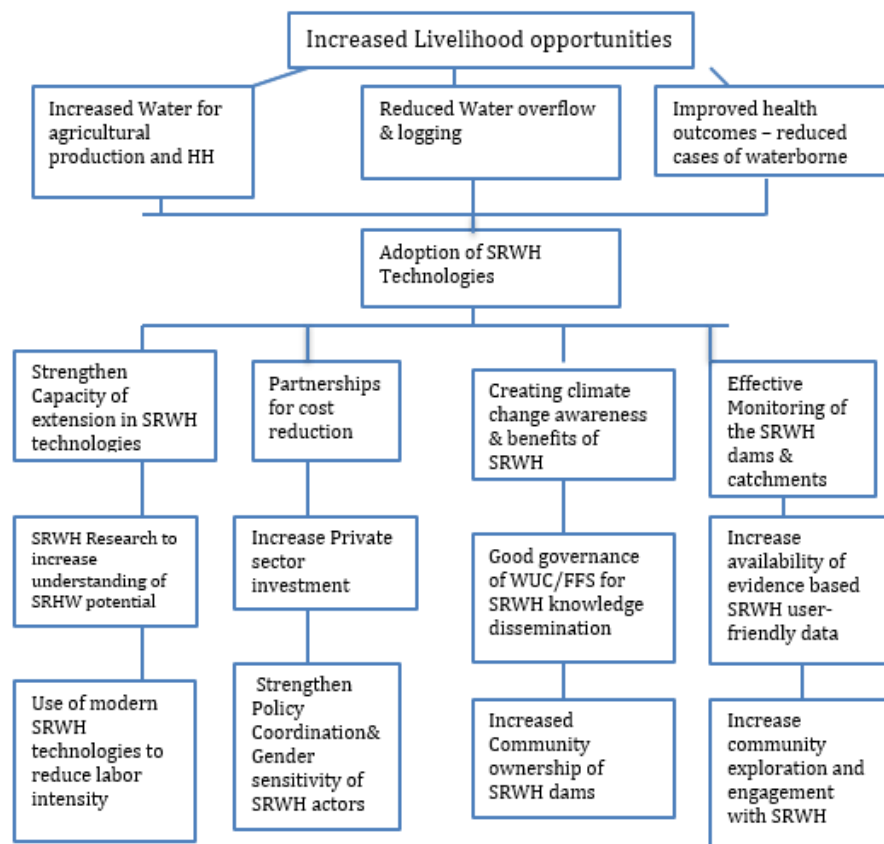 Increased Livelihood opportunities
Increased Water for
agricultural
production and HH
Reduced Water overflow
& logging
Improved health
outcomes – reduced
cases of waterborne
Adoption of SRWH
Technologies
Strengthen
Capacity of
extension in SRWH
technologies
Partnerships
for cost
reduction
Creating climate
change awareness
& benefits of
SRWH
Effective
Monitoring of
the SRWH
dams &
catchments
SRWH Research to
increase
understanding of
SRHW potential
Increase Private
sector
investment
Good governance
of WUC/FFS for
SRWH knowledge
dissemination
Increase
availability of
evidence based
SRWH user-
friendly data
Use of modern
SRWH
technologies to
reduce labor
intensity
Strengthen
Policy
Coordination&
Gender
sensitivity of
SRWH actors
Increased
Community
ownership of
SRWH dams
Increase
community
exploration and
engagement
with SRWH